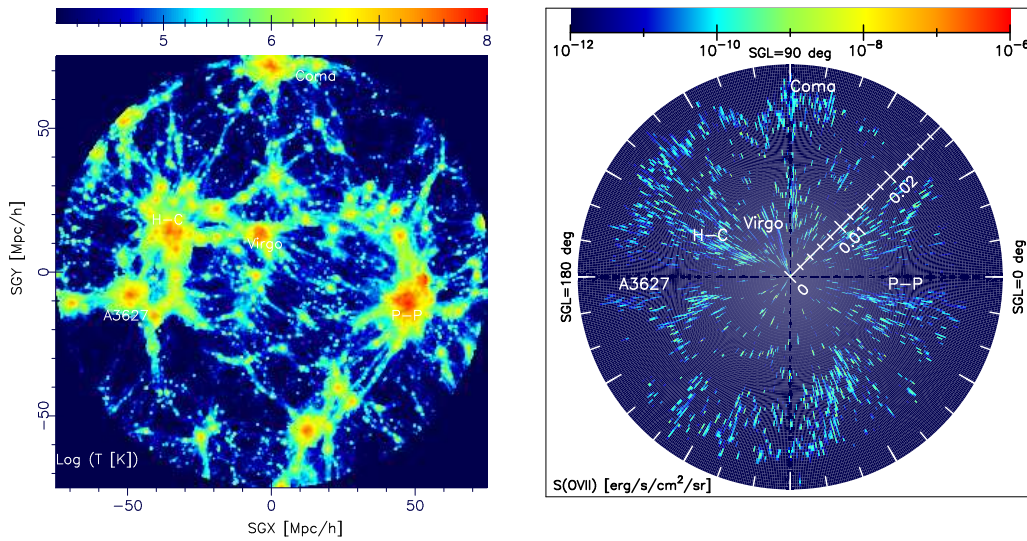 5 6 7 8
Coma
50
H-C
Virgo
0
A3627
P-P
-50
Log (T [K])
-50 0 50
SGX [Mpc/h]
SGY [Mpc/h]
10^-12 10^-10 10^-8 10^-6
SGL=90 deg
Coma
0.02
Virgo
H-C
0.01
A3627
0
P-P
SGL=180 deg
SGL=0 deg
S(OVII) [erg/s/cm^2/sr]